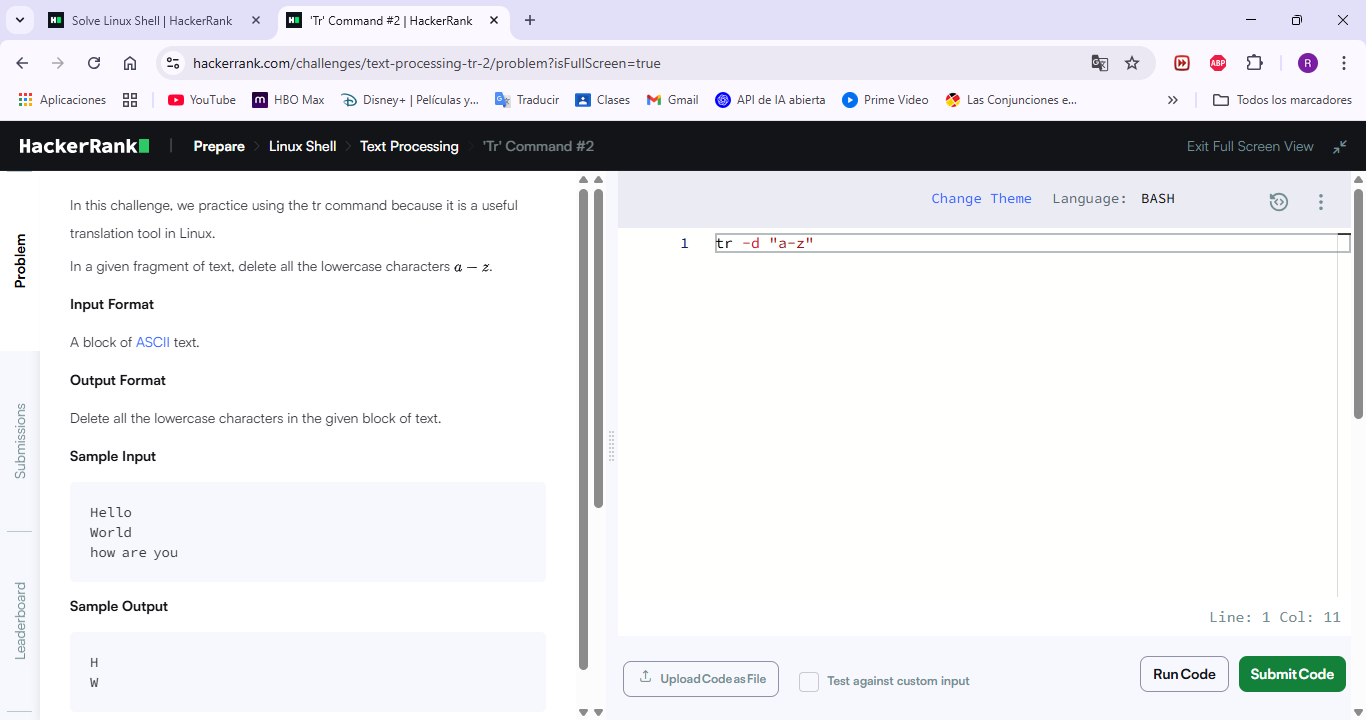 Solve Linux Shell | HackerRank
'Tr' Command #2 | HackerRank
hackerrank.com/challenges/text-processing-tr-2/problem?isFullScreen=true
ABP
R
Aplicaciones
YouTube
HBO Max
Disney+ | Películas y...
Traducir
Clases
Gmail
API de IA abierta
Prime Video
Las Conjunciones e...
»
Todos los marcadores
HackerRank
Prepare > Linux Shell > Text Processing > 'Tr' Command #2
Exit Full Screen View
Problem
Submissions
Leaderboard
In this challenge, we practice using the tr command because it is a useful
translation tool in Linux.
In a given fragment of text, delete all the lowercase characters a − z.
Input Format
A block of ASCII text.
Output Format
Delete all the lowercase characters in the given block of text.
Sample Input
Hello
World
how are you
Sample Output
H
W
Change Theme
Language: BASH
1
tr -d "a-z"
Line: 1 Col: 11
Upload Code as File
Test against custom input
Run Code
Submit Code